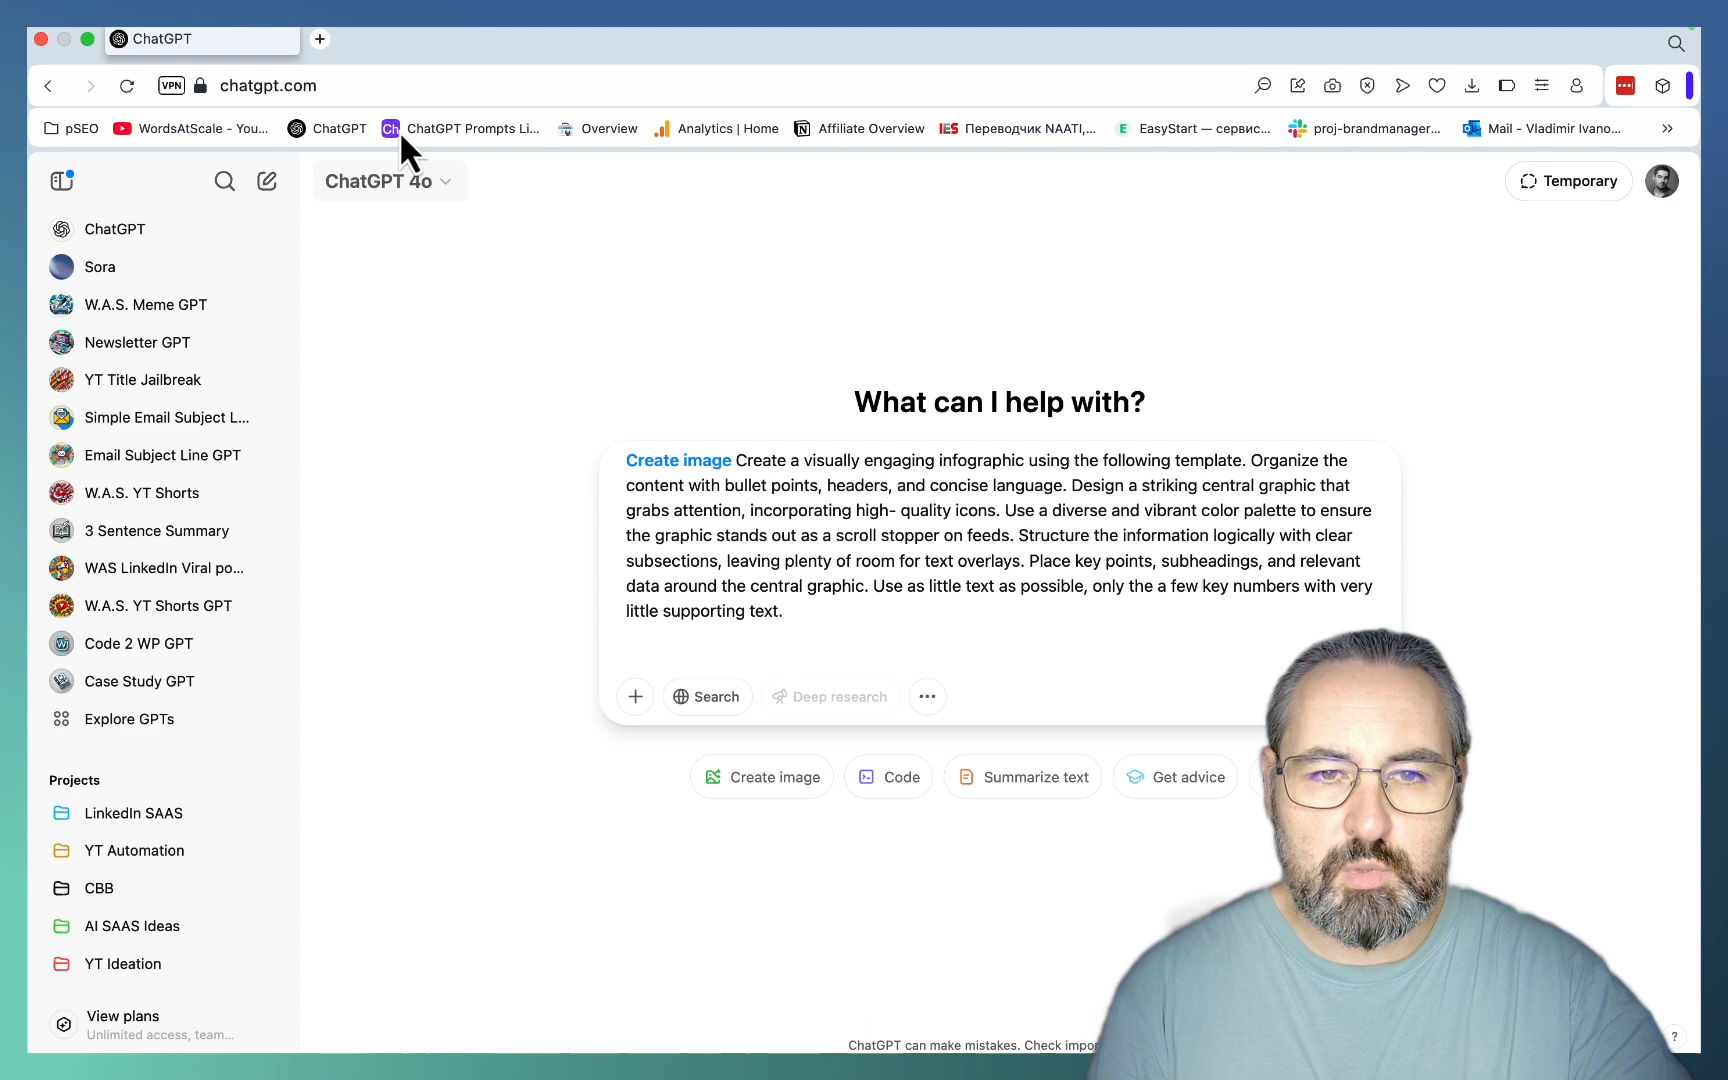 ChatGPT
VPN chatgpt.com
pSEO WordsAtScale - You... ChatGPT Ch ChatGPT Prompts Li... Overview Analytics | Home Affiliate Overview IES Переводчик NAATI,... E EasyStart — сервис... proj-brandmanager... Mail - Vladimir Ivano...
ChatGPT 4o
Temporary
ChatGPT
Sora
W.A.S. Meme GPT
Newsletter GPT
YT Title Jailbreak
Simple Email Subject L...
Email Subject Line GPT
W.A.S. YT Shorts
3 Sentence Summary
WAS LinkedIn Viral po...
W.A.S. YT Shorts GPT
Code 2 WP GPT
Case Study GPT
Explore GPTs
Projects
LinkedIn SAAS
YT Automation
CBB
AI SAAS Ideas
YT Ideation
View plans
Unlimited access, team...
What can I help with?
Create image Create a visually engaging infographic using the following template. Organize the
content with bullet points, headers, and concise language. Design a striking central graphic that
grabs attention, incorporating high- quality icons. Use a diverse and vibrant color palette to ensure
the graphic stands out as a scroll stopper on feeds. Structure the information logically with clear
subsections, leaving plenty of room for text overlays. Place key points, subheadings, and relevant
data around the central graphic. Use as little text as possible, only the a few key numbers with very
little supporting text.
Search Deep research
Create image Code Summarize text Get advice
ChatGPT can make mistakes. Check impor
?